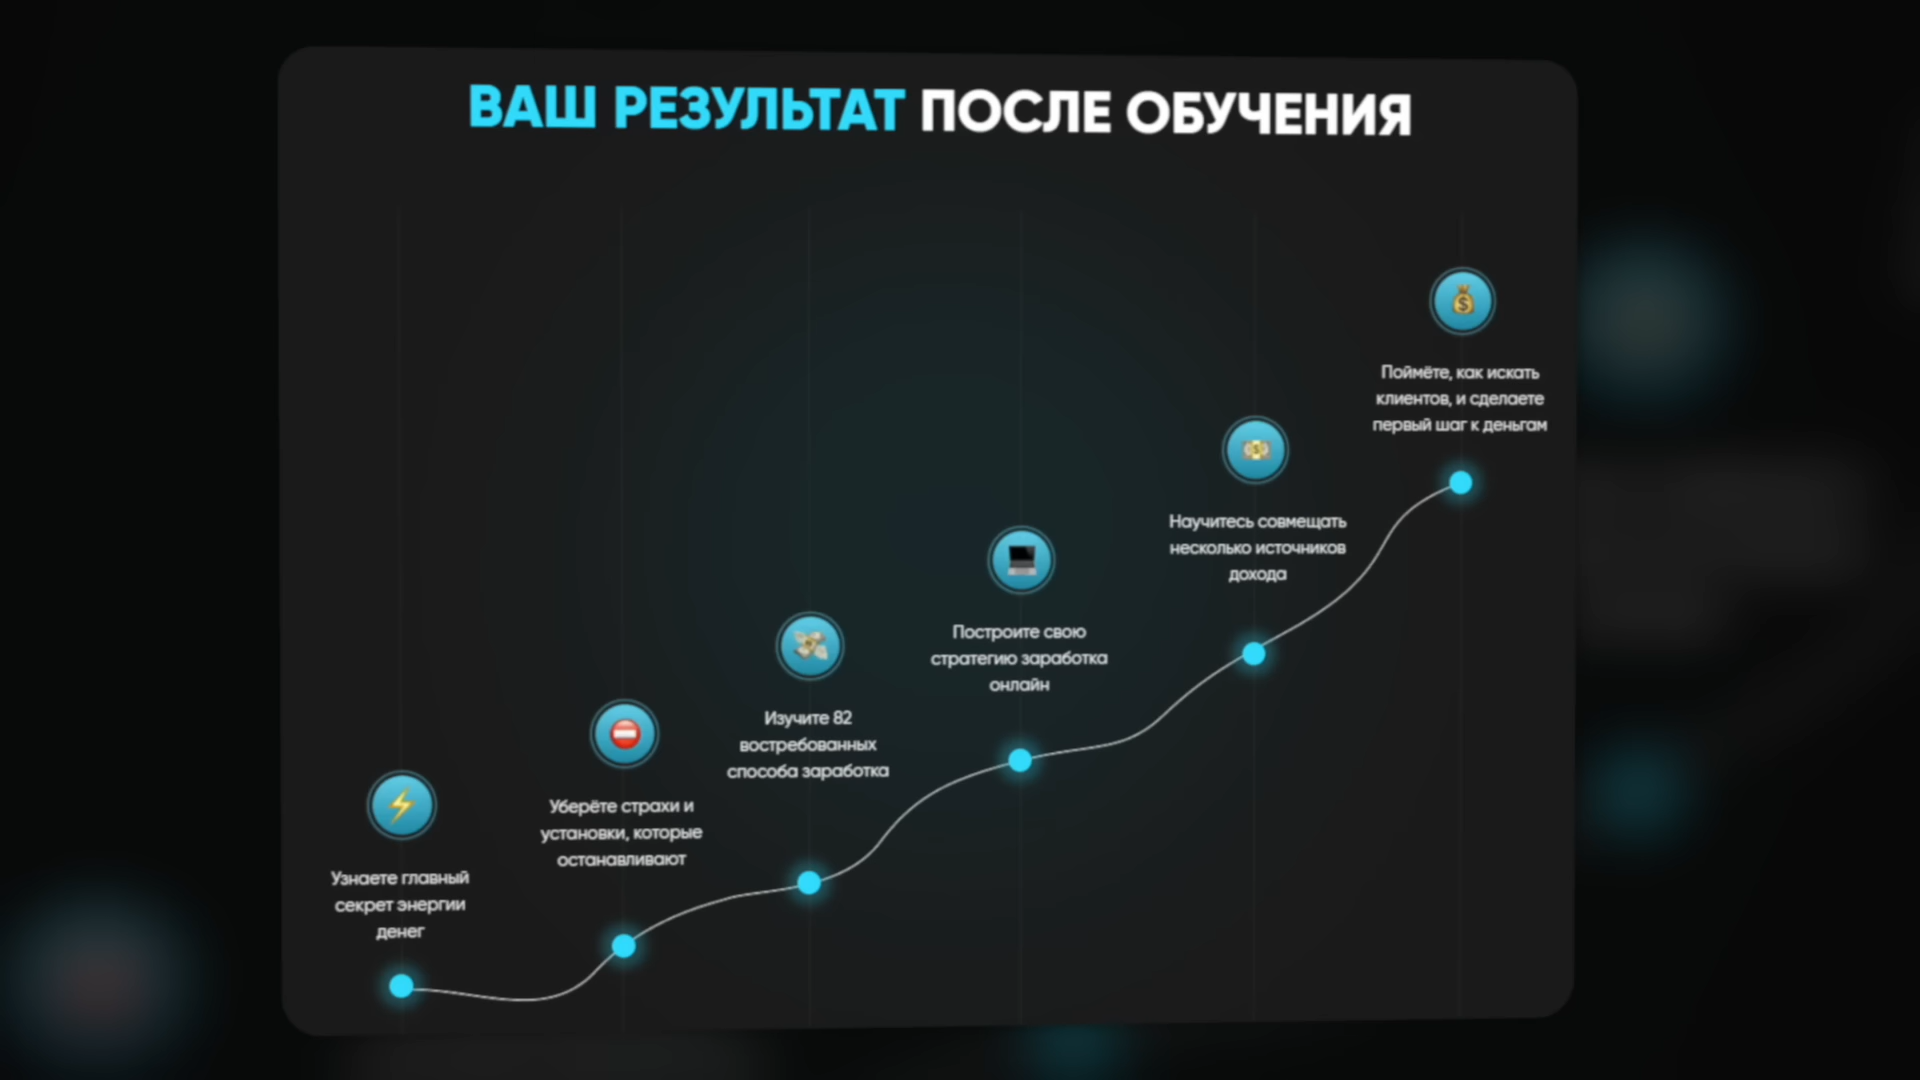 ВАШ РЕЗУЛЬТАТ ПОСЛЕ ОБУЧЕНИЯ
Узнаете главный
секрет энергии
денег
Уберёте страхи и
установки, которые
останавливают
Изучите 82
востребованных
способа заработка
Построите свою
стратегию заработка
онлайн
Научитесь совмещать
несколько источников
дохода
Поймёте, как искать
клиентов, и сделаете
первый шаг к деньгам